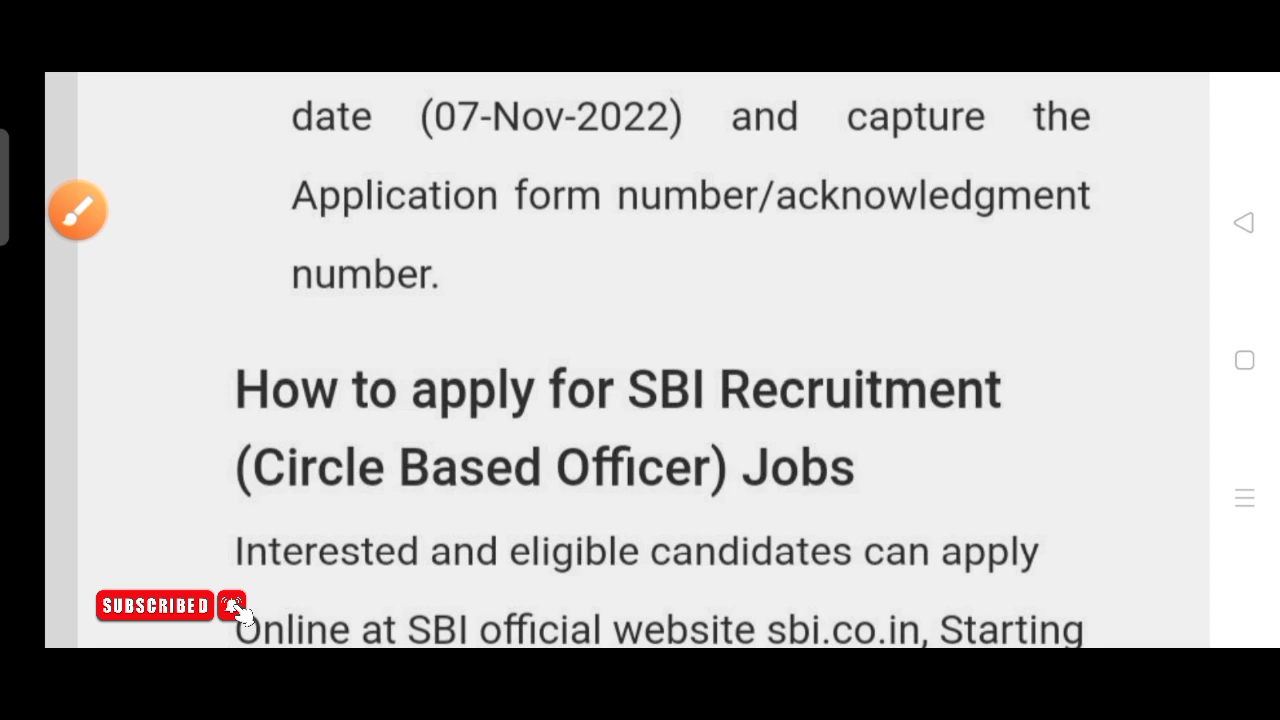 date (07-Nov-2022) and capture the
Application form number/acknowledgment
number.
How to apply for SBI Recruitment
(Circle Based Officer) Jobs
Interested and eligible candidates can apply
SUBSCRIBED
Online at SBI official website sbi.co.in, Starting